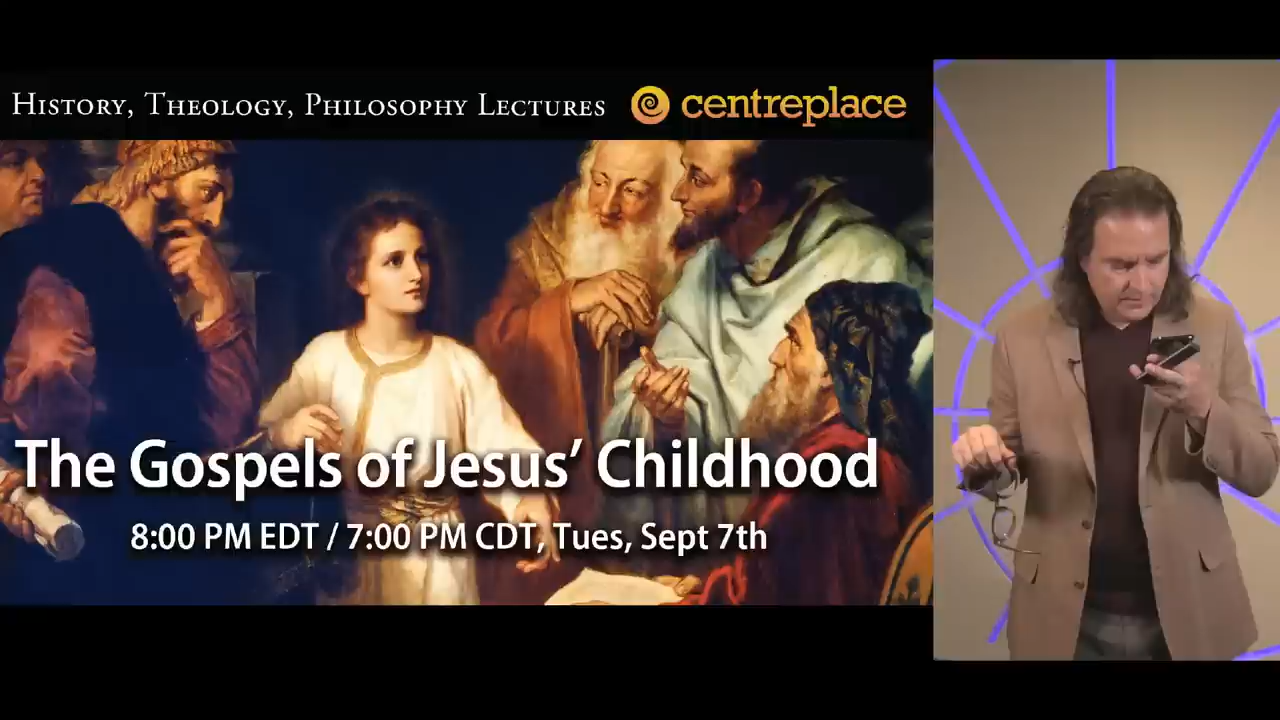 History, Theology, Philosophy Lectures centreplace
The Gospels of Jesus’ Childhood
8:00 PM EDT / 7:00 PM CDT, Tues, Sept 7th